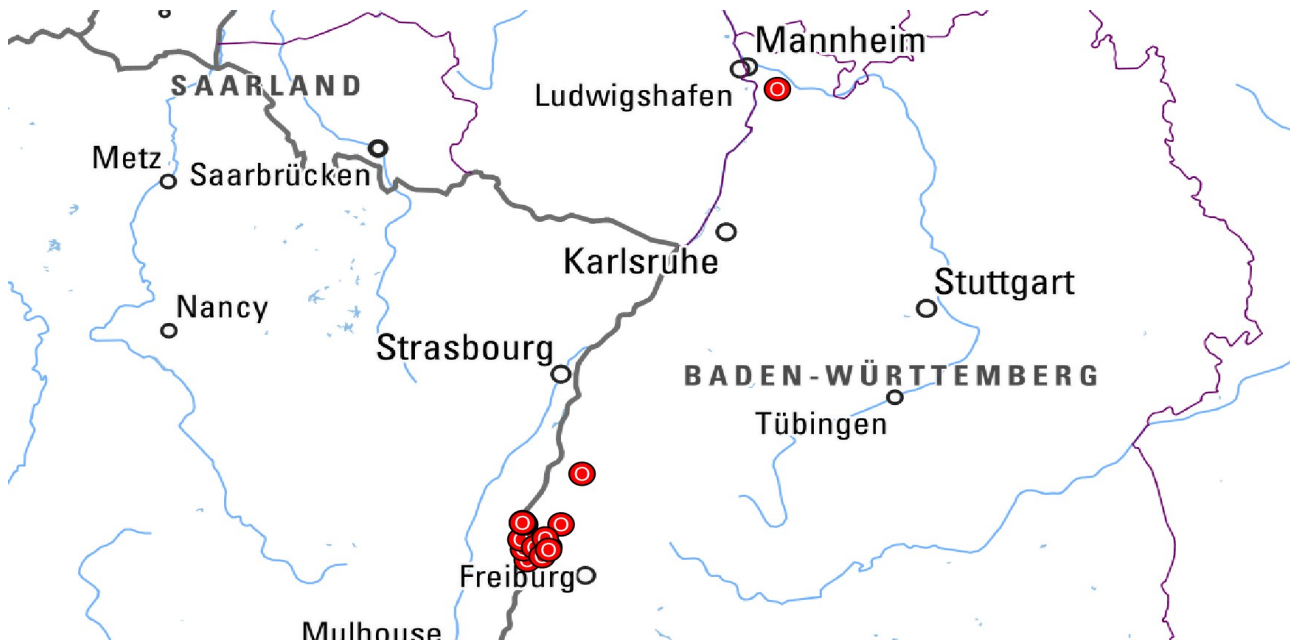 Mannheim
SAARLAND
Ludwigshafen
Metz
Saarbrücken
Karlsruhe
Stuttgart
Nancy
Strasbourg
BADEN-WÜRTTEMBERG
Tübingen
Freiburg
Mulhouse